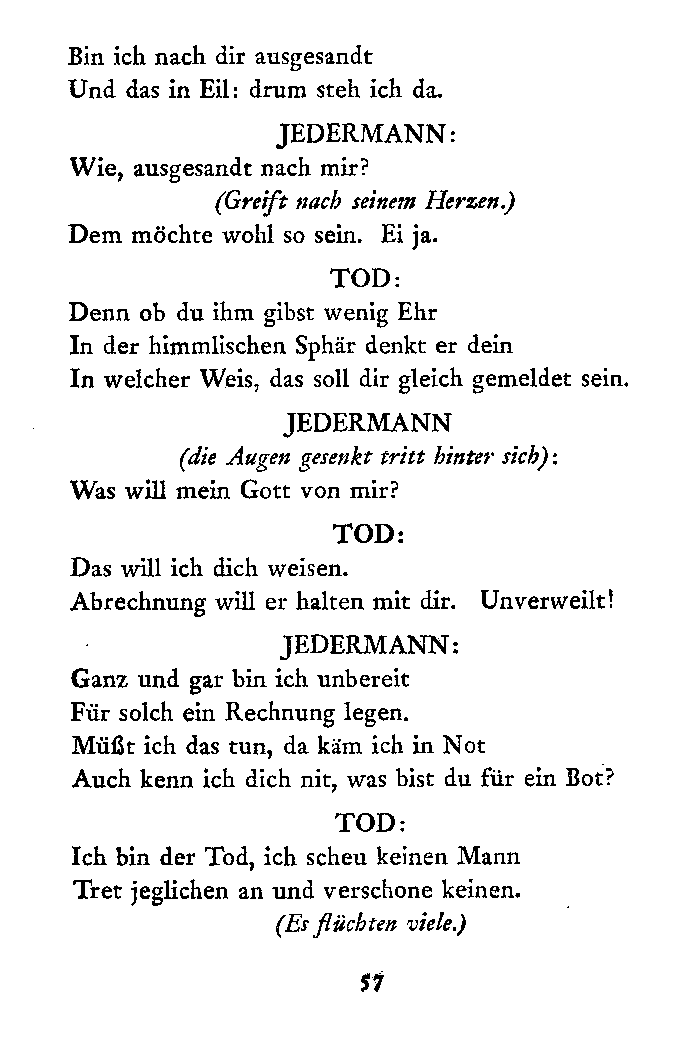 Bin ich nach dir ausgesandt
Und das in Eil: drum steh ich da.
JEDERMANN:
Wie, ausgesandt nach mir?
(Greift nach seinem Herzen.)
Dem möchte wohl so sein. Ei ja.
TOD:
Denn ob du ihm gibst wenig Ehr
In der himmlischen Sphär denkt er dein
In welcher Weis, das soll dir gleich gemeldet sein.
JEDERMANN
(die Augen gesenkt tritt hinter sich):
Was will mein Gott von mir?
TOD:
Das will ich dich weisen.
Abrechnung will er halten mit dir. Unverweilt!
JEDERMANN:
Ganz und gar bin ich unbereit
Für solch ein Rechnung legen.
Müßt ich das tun, da käm ich in Not
Auch kenn ich dich nit, was bist du für ein Bot?
TOD:
Ich bin der Tod, ich scheu keinen Mann
Tret jeglichen an und verschone keinen.
(Es flüchten viele.)
57